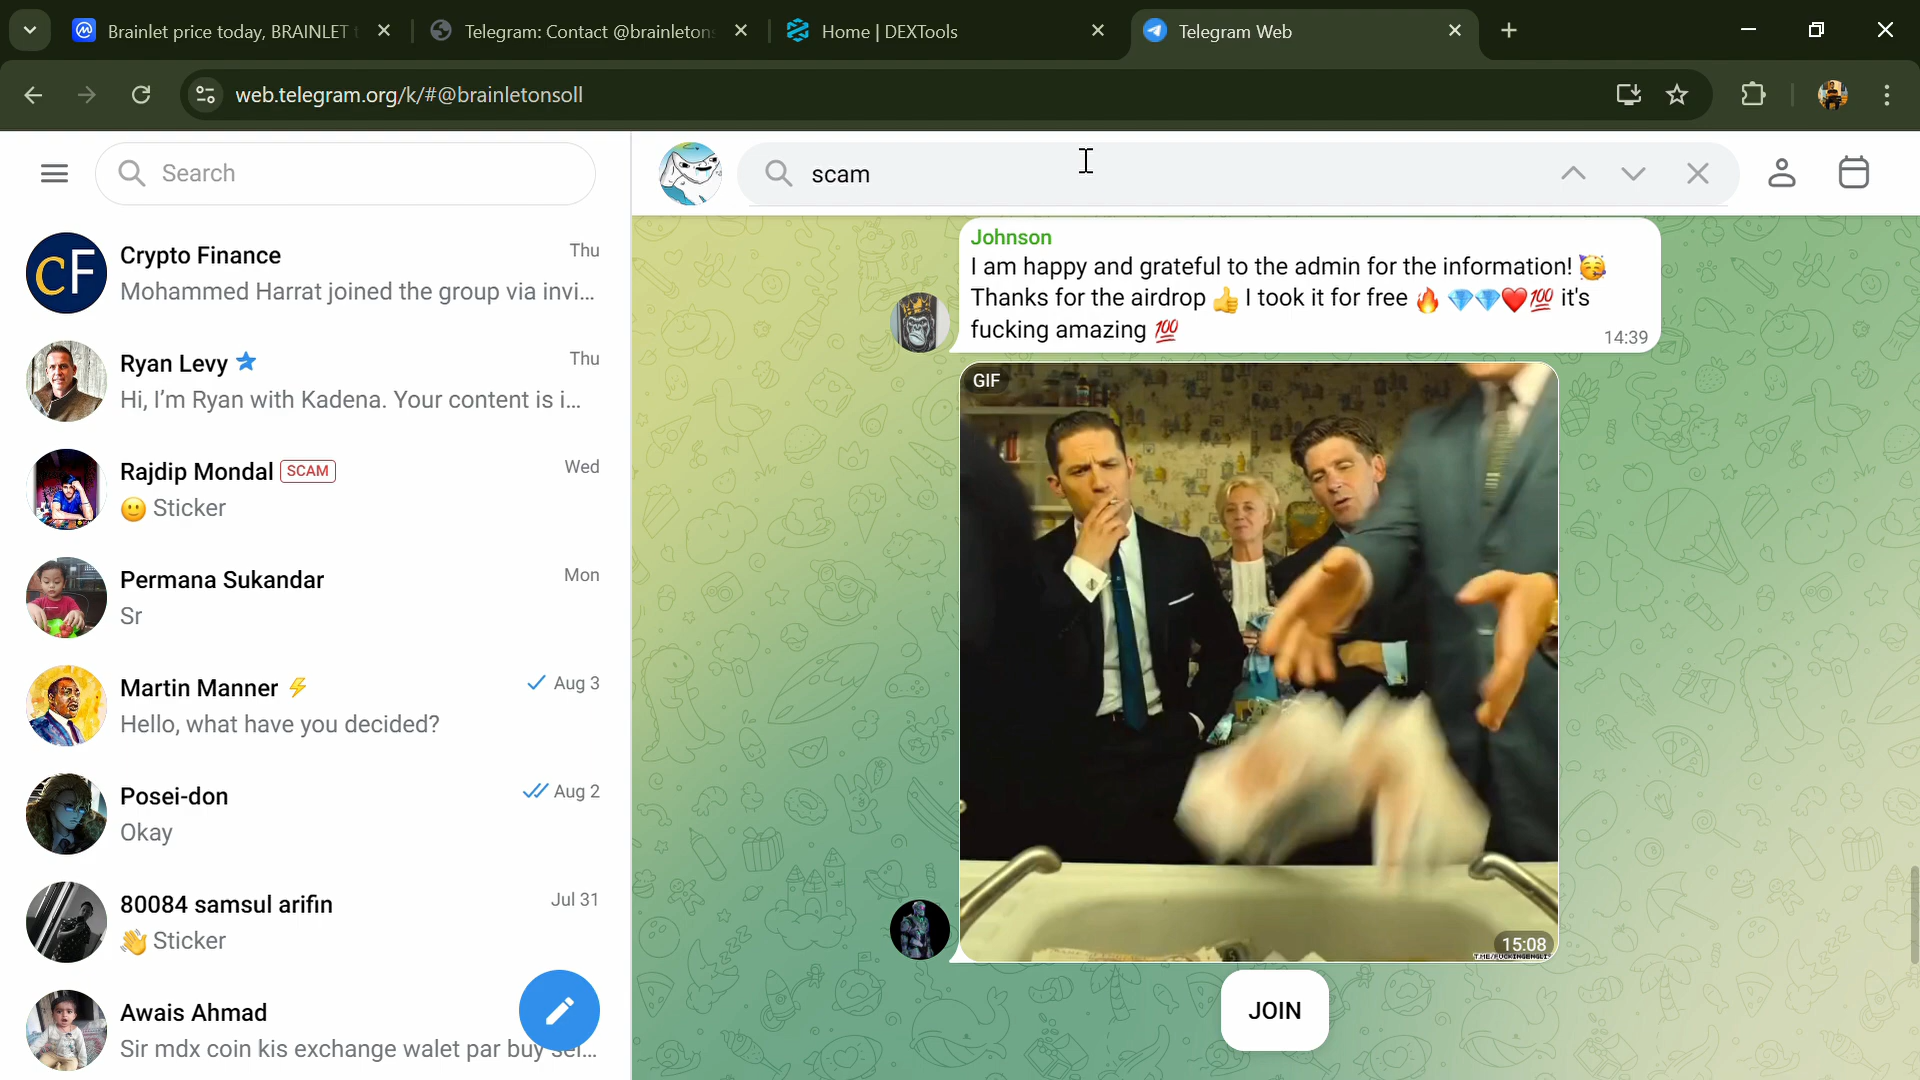 Brainlet price today, BRAINLET
Telegram: Contact @brainleton
Home | DEXTools
Telegram Web
web.telegram.org/k/#@brainletonsoll
Search
scam
Crypto Finance
Thu
Mohammed Harrat joined the group via invi...
Ryan Levy
Thu
Hi, I'm Ryan with Kadena. Your content is i...
Rajdip Mondal SCAM
Wed
Sticker
Permana Sukandar
Mon
Sr
Martin Manner
Aug 3
Hello, what have you decided?
Posei-don
Aug 2
Okay
80084 samsul arifin
Jul 31
Sticker
Awais Ahmad
Sir mdx coin kis exchange walet par buy
Johnson
I am happy and grateful to the admin for the information! 🥳
Thanks for the airdrop 👍 I took it for free 🔥 💎💎❤️💯 it's
fucking amazing 💯
14:39
GIF
15:08
T.ME/FUCKINGENGLI
JOIN